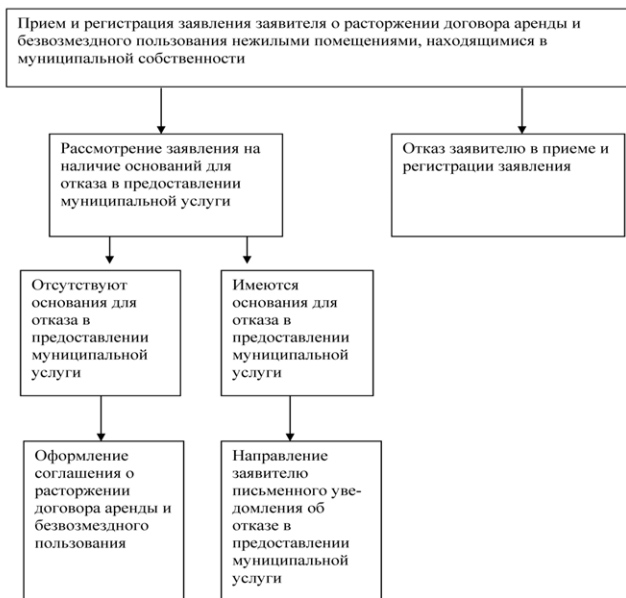 Прием и регистрация заявления заявителя о расторжении договора аренды и
безвозмездного пользования нежилыми помещениями, находящимися в
муниципальной собственности
Рассмотрение заявления на
наличие оснований для
отказа в предоставлении
муниципальной услуги
Отказ заявителю в приеме и
регистрации заявления
Отсутствуют
основания для
отказа в
предоставлении
муниципальной
услуги
Имеются
основания для
отказа в
предоставлении
муниципальной
услуги
Оформление
соглашения о
расторжении
договора аренды и
безвозмездного
пользования
Направление
заявителю
письменного уве-
домления об
отказе в
предоставлении
муниципальной
услуги